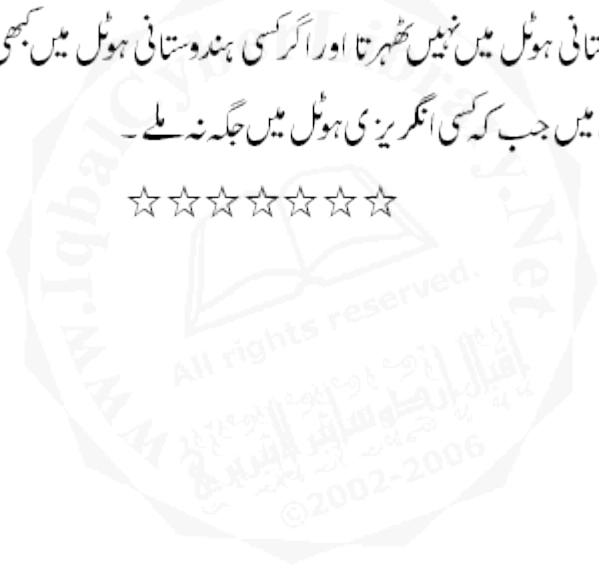 تانی ہوٹل میں نہیں ٹھہرتا اور اگر کسی ہندوستانی ہوٹل میں کبھی
میں جب کہ کسی انگریزی ہوٹل میں جگہ نہ ملے ۔
☆☆☆☆☆☆☆
www.IqbalCyberLibrary.Net
All rights reserved.
©2002-2006